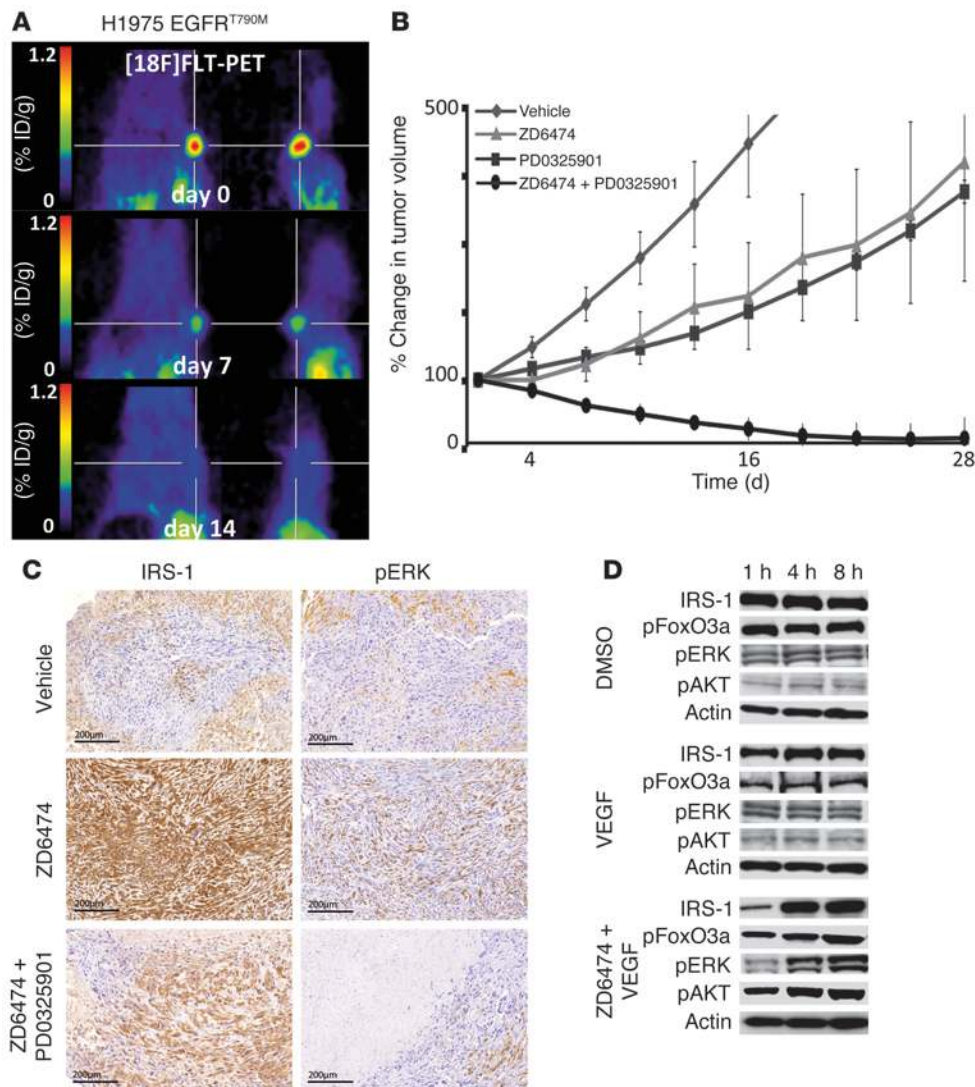 A
H1975 EGFRT790M
[18F]FLT-PET
1.2
(% ID/g)
0
day 0
1.2
(% ID/g)
0
day 7
1.2
(% ID/g)
0
day 14
B
500
100
0
% Change in tumor volume
Vehicle
ZD6474
PD0325901
ZD6474 + PD0325901
4
16
28
Time (d)
C
IRS-1
pERK
Vehicle
200μm
200μm
ZD6474
200μm
200μm
ZD6474 +
PD0325901
200μm
200μm
D
1 h 4 h 8 h
DMSO
IRS-1
pFoxO3a
pERK
pAKT
Actin
VEGF
IRS-1
pFoxO3a
pERK
pAKT
Actin
ZD6474 +
VEGF
IRS-1
pFoxO3a
pERK
pAKT
Actin